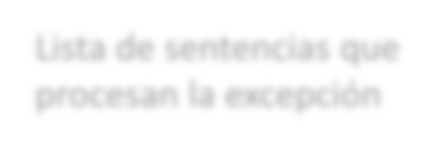 Lista de sentencias que
procesan la excepción